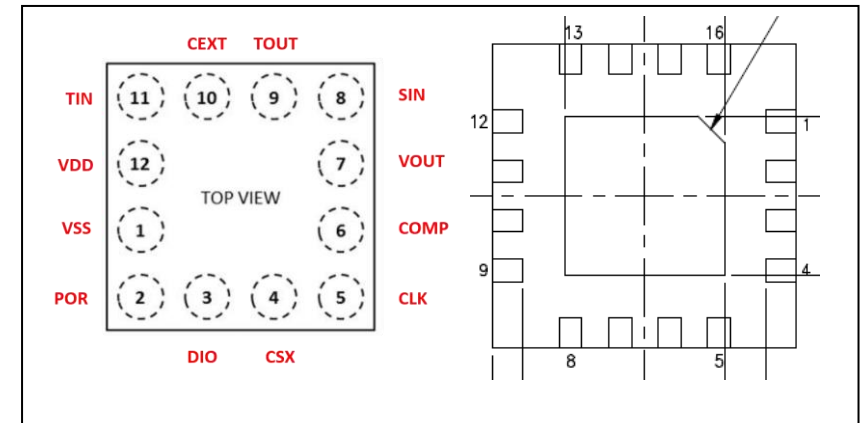 CEXT TOUT
13 16
TIN 11 10 9 8 SIN
12 1
VDD 12 7 VOUT
TOP VIEW
VSS 1 6 COMP
9 4
POR 2 3 4 5 CLK
DIO CSX
8 5